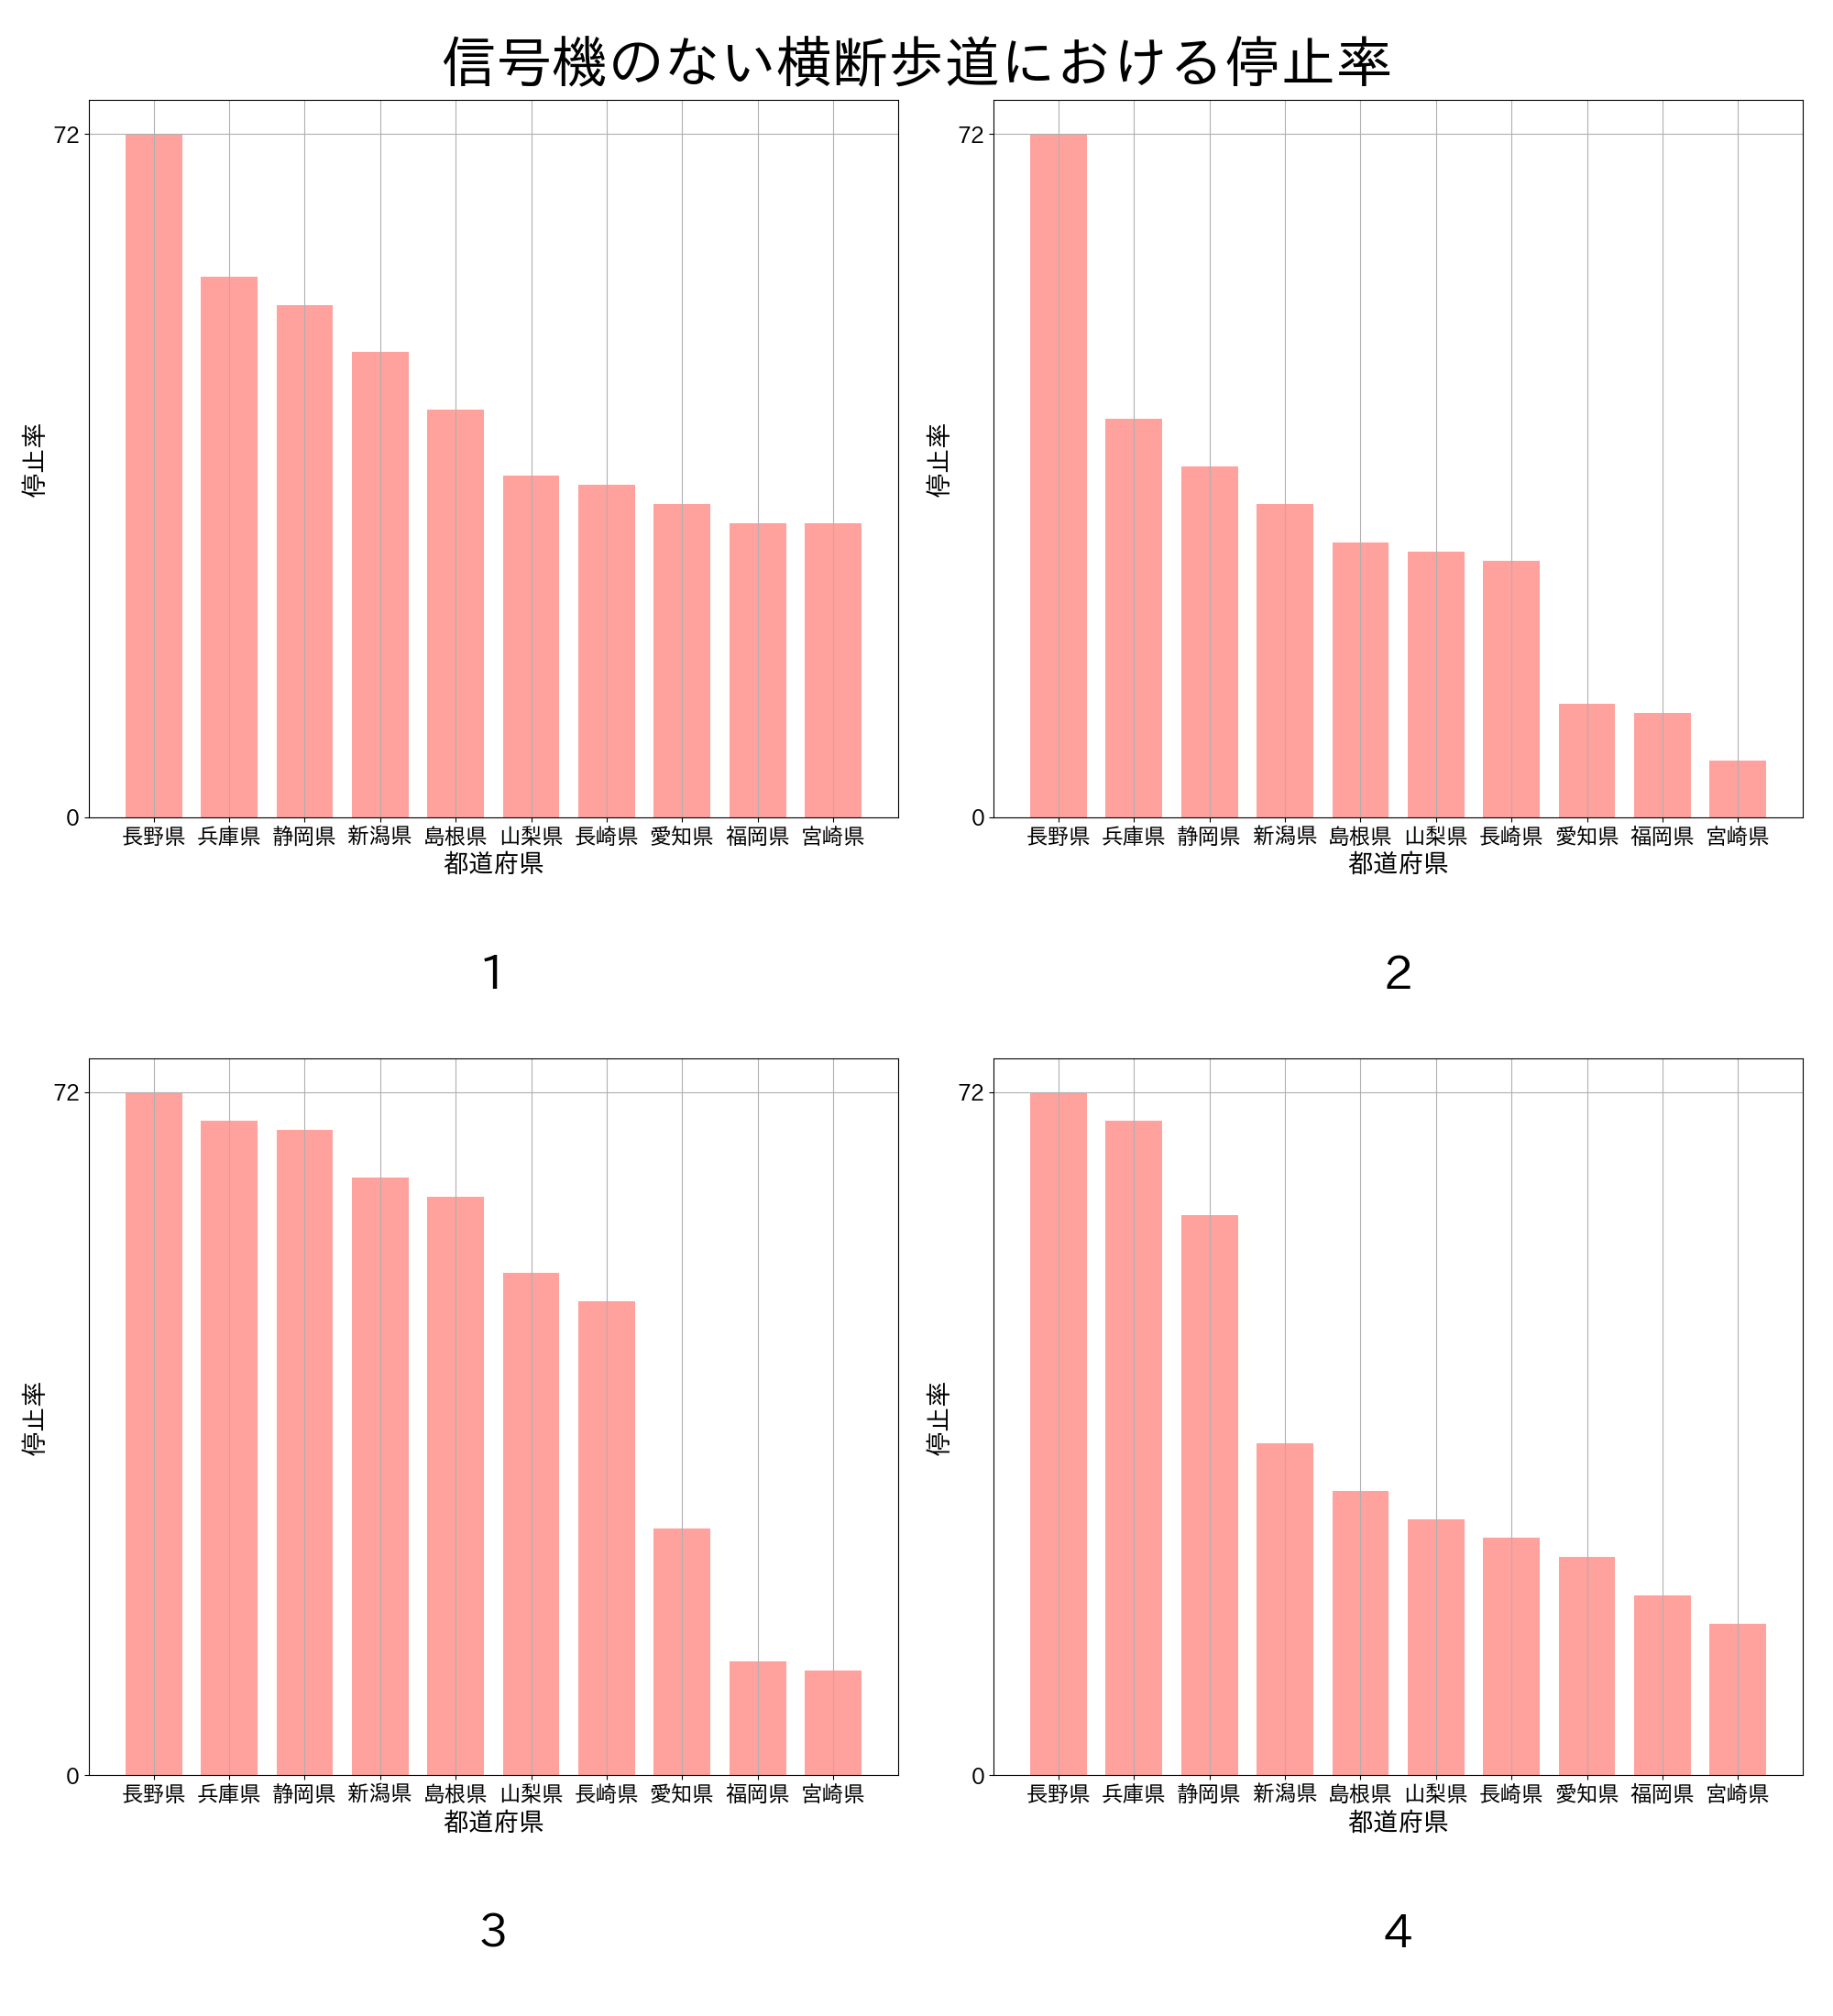 信号機のない横断歩道における停止率
72
0
停止率
長野県 兵庫県 静岡県 新潟県 島根県 山梨県 長崎県 愛知県 福岡県 宮崎県
都道府県
1
72
0
停止率
長野県 兵庫県 静岡県 新潟県 島根県 山梨県 長崎県 愛知県 福岡県 宮崎県
都道府県
2
72
0
停止率
長野県 兵庫県 静岡県 新潟県 島根県 山梨県 長崎県 愛知県 福岡県 宮崎県
都道府県
3
72
0
停止率
長野県 兵庫県 静岡県 新潟県 島根県 山梨県 長崎県 愛知県 福岡県 宮崎県
都道府県
4